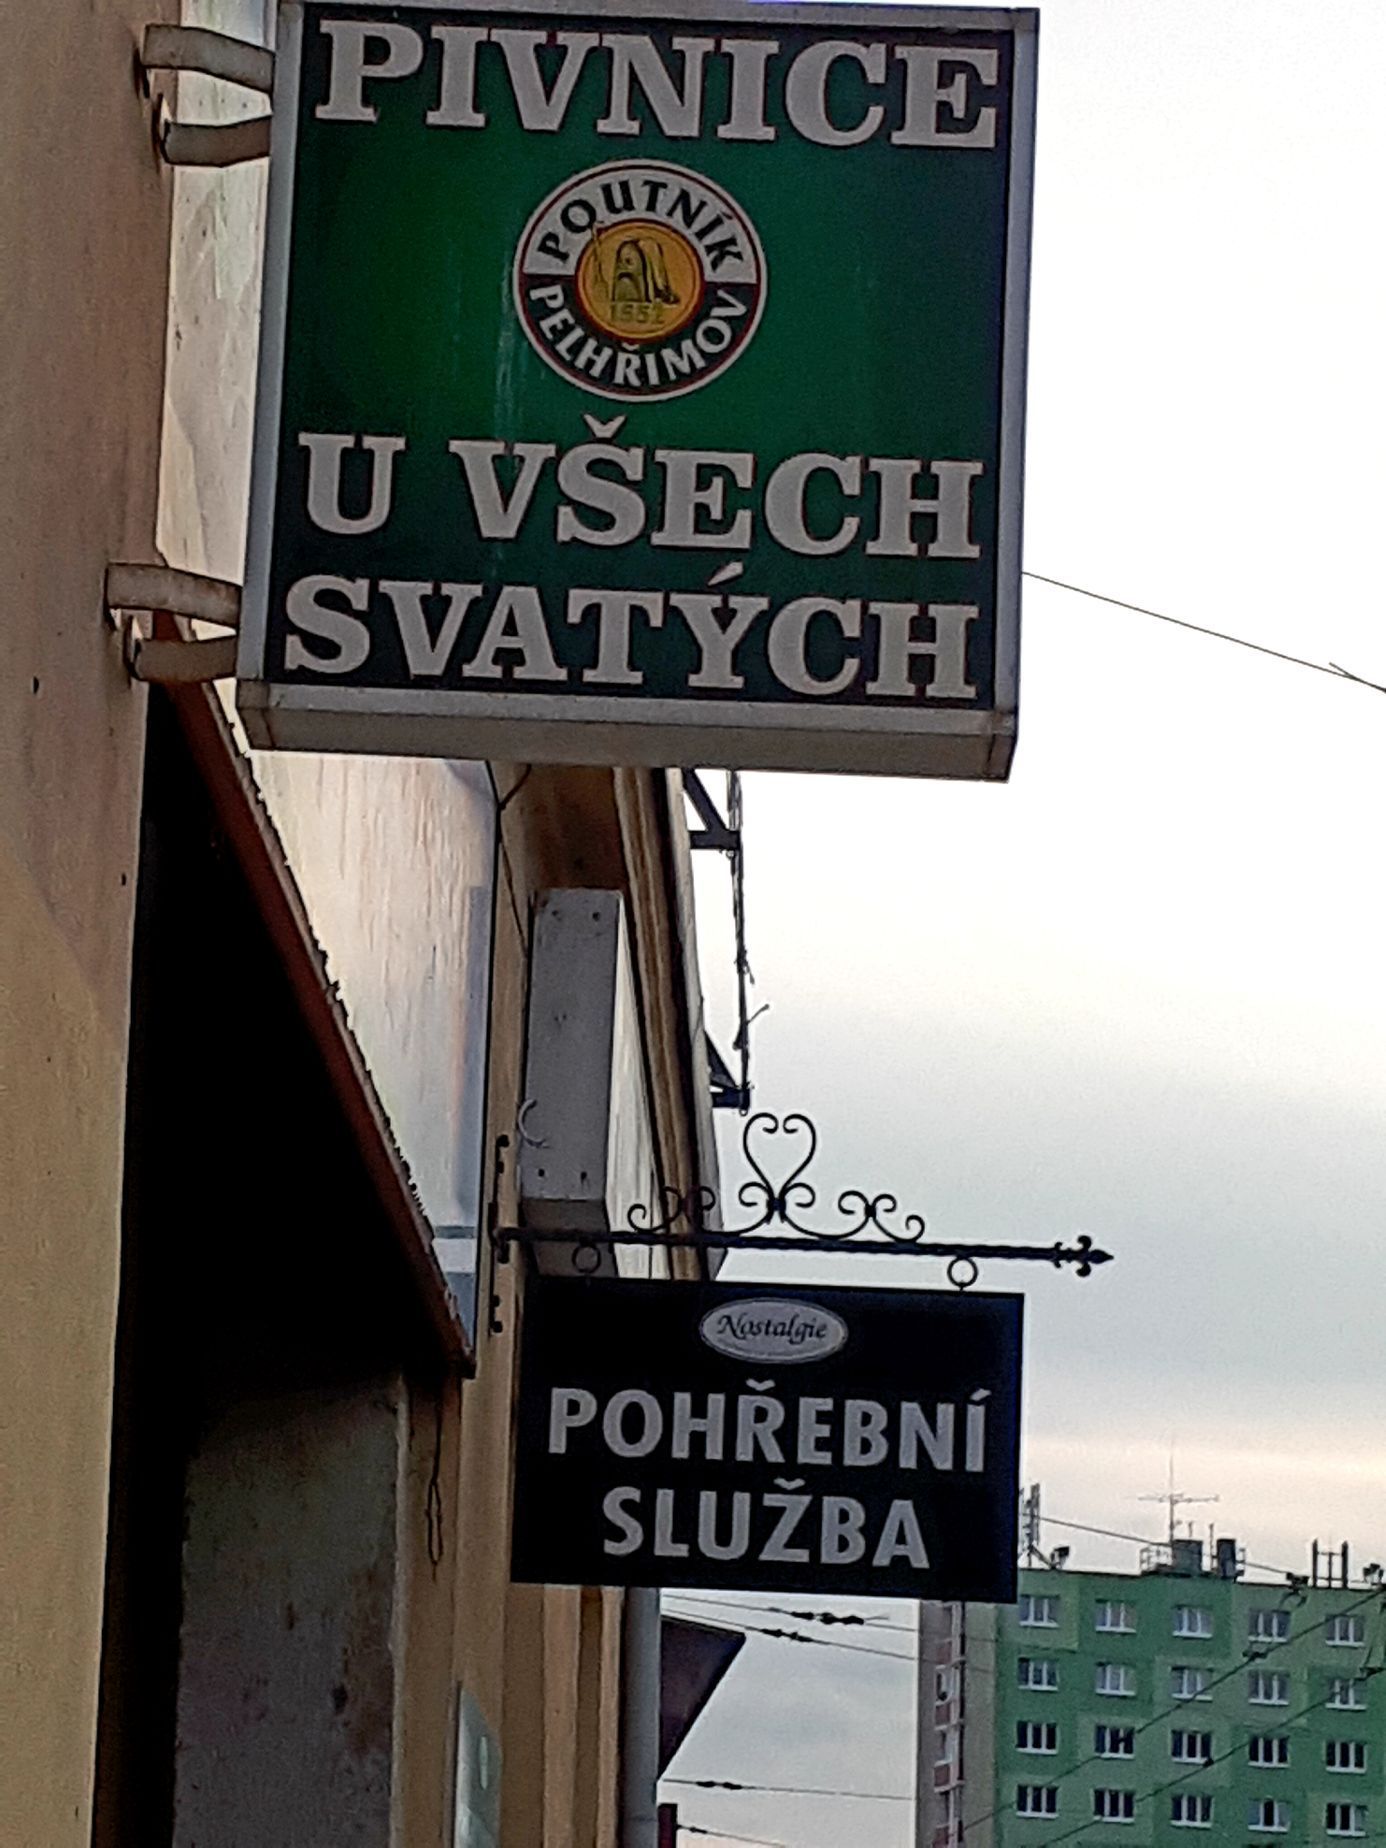 PIVNICE
POUTNÍK
1552
PELHŘIMOV
U VŠECH
SVATÝCH
Nostalgie
POHŘEBNÍ
SLUŽBA